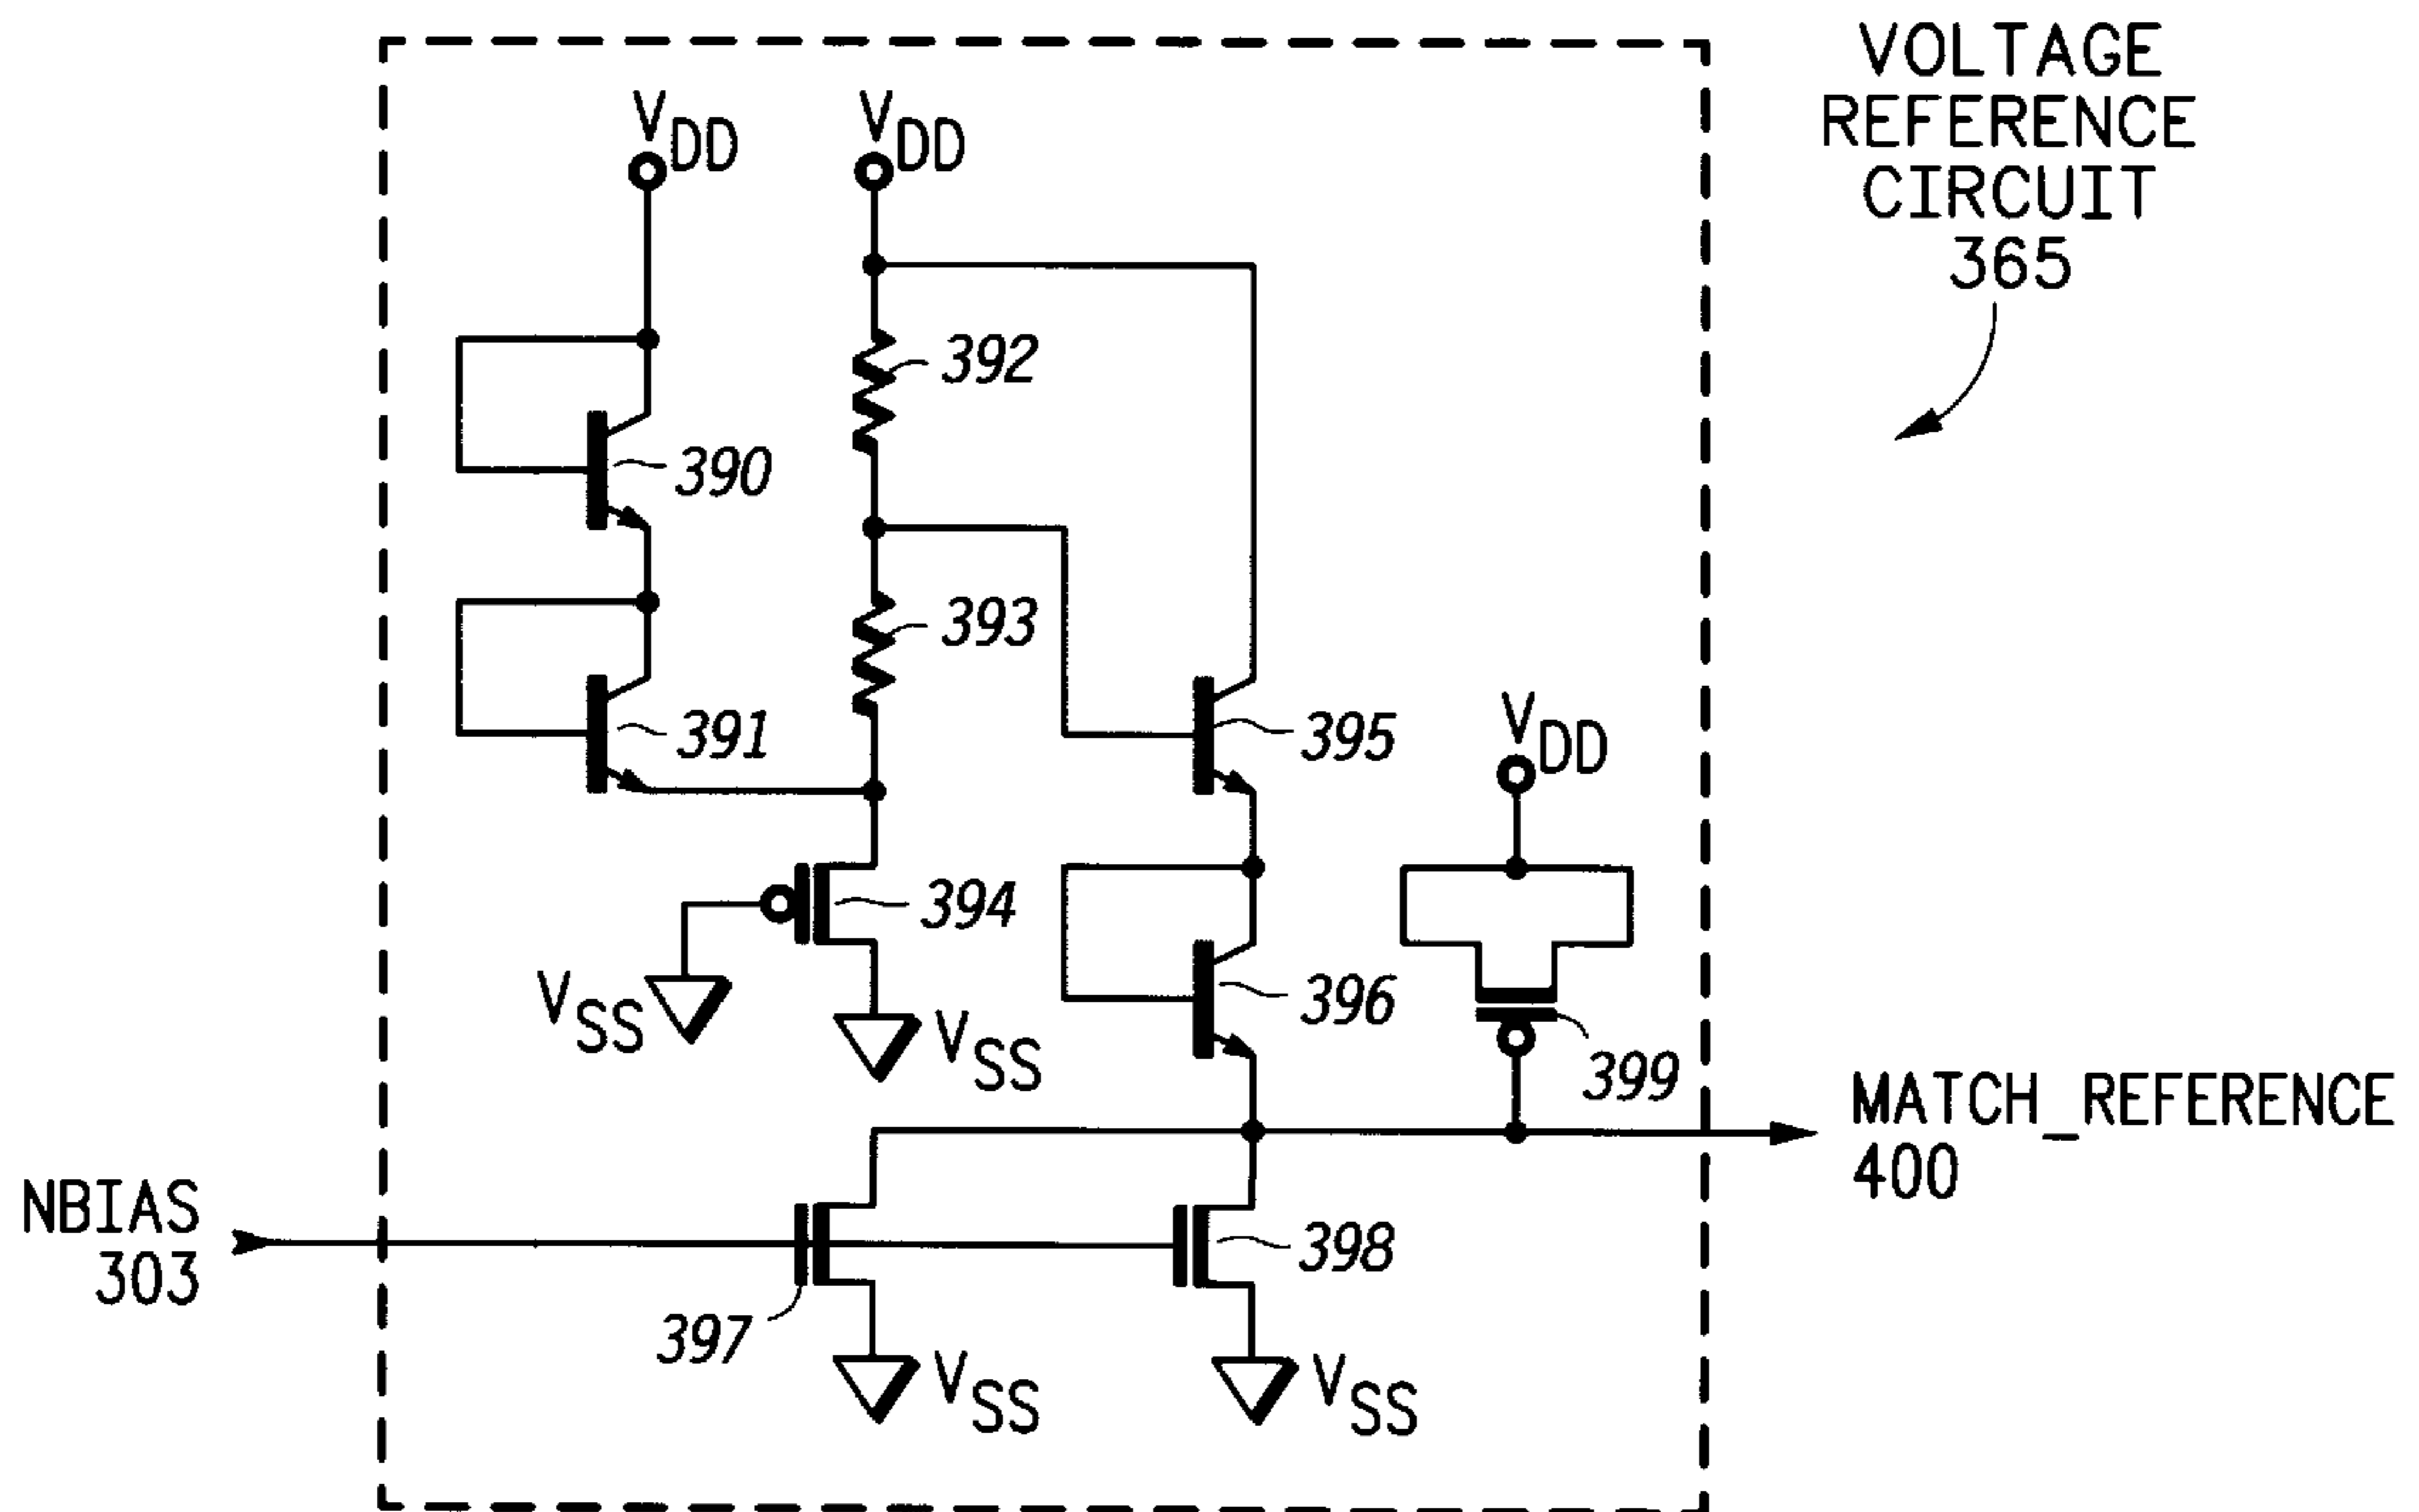 VOLTAGE
REFERENCE
CIRCUIT
365
VDD
VDD
392
390
393
391
395
VDD
394
VSS
VSS
396
399
MATCH_REFERENCE
400
NBIAS
303
398
397
VSS
VSS